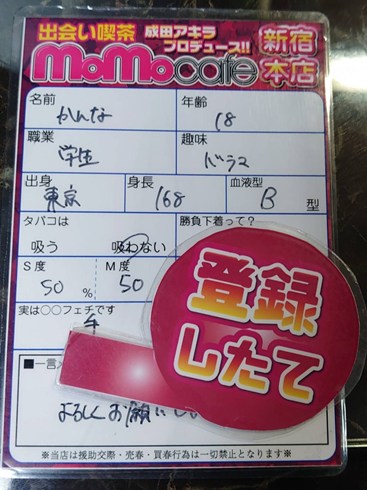 出会い喫茶 成田アキラ プロデュース!!
MoMocafe 新宿本店
名前 かんな 年齢 18
職業 学生 趣味 ドラマ
出身 東京 身長 168 血液型 B 型
タバコは 勝負下着って?
吸う 吸わない
S度 50 % M度 50
実は○○フェチです
手
登録したて
■一言
よろしくお願いし
※当店は援助交際・売春・買春行為は一切禁止となります※